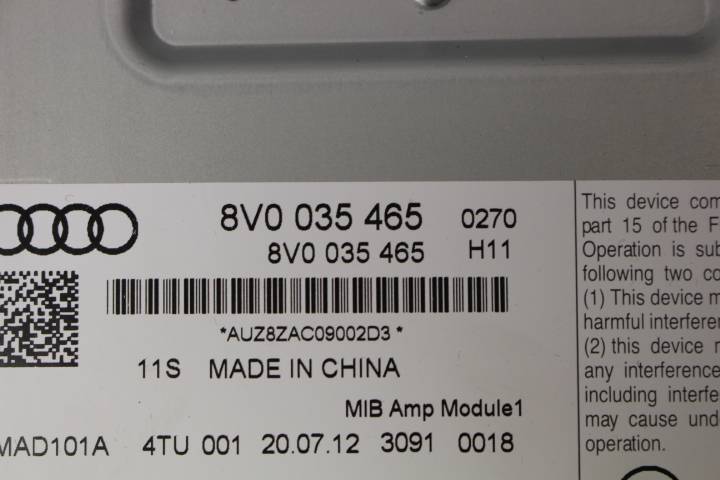 8V0 035 465 0270
8V0 035 465 H11
*AUZ8ZAC09002D3*
11S MADE IN CHINA
MIB Amp Module1
MAD101A 4TU 001 20.07.12 3091 0018
This device com
part 15 of the F
Operation is sub
following two co
(1) This device m
harmful interferen
(2) this device r
any interference
including interfe
may cause und
operation.